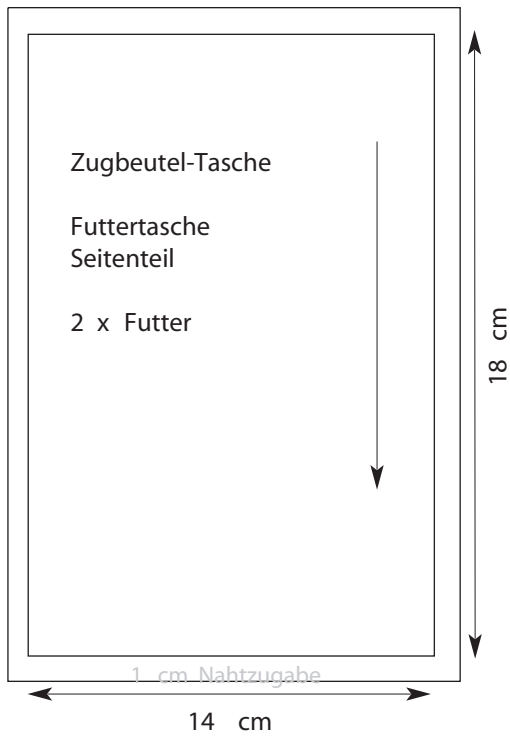 Zugbeutel-Tasche
Futtertasche
Seitenteil
2 x Futter
18 cm
1 cm Nahtzugabe
14 cm